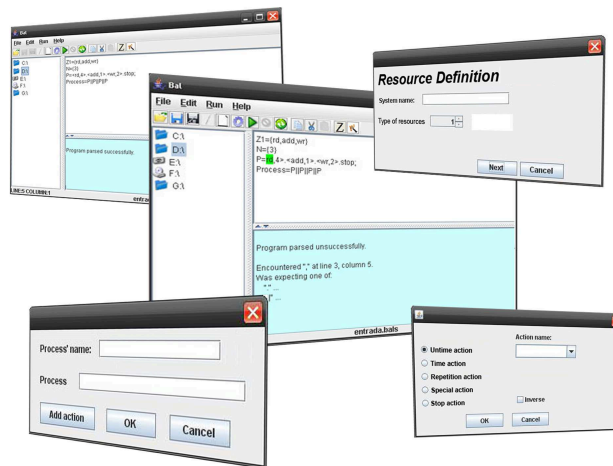 Bal
File Edit Run Help
C:\
D:\
E:\
F:\
G:\
Z1={rd,add,wr}
N={3}
P=<rd,4>.<add,1>.<wr,2>.stop;
Process=P||P||P||P
Program parsed successfully.
LINES COLUMN:1
entrada
Bal
File Edit Run Help
C:\
D:\
E:\
F:\
G:\
Z1={rd,add,wr}
N={3}
P=rd,4>.<add,1>.<wr,2>.stop;
Process=P||P||P||P
Program parsed unsuccessfully.
Encountered "," at line 3, column 5.
Was expecting one of:
"." ...
entrada.bals
Resource Definition
System name:
Type of resources 1
Next Cancel
Process' name:
Process
Add action OK Cancel
Action name:
Untime action
Time action
Repetition action
Special action
Stop action
Inverse
OK Cancel